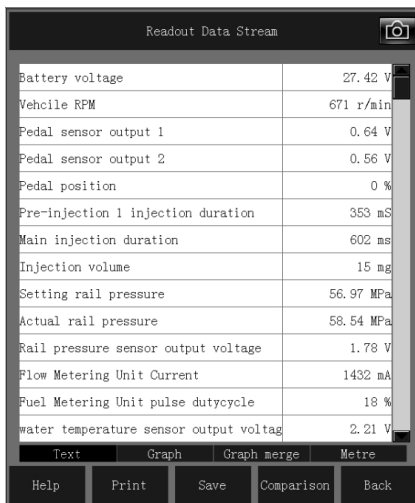 Readout Data Stream
Battery voltage 27.42 V
Vehcile RPM 671 r/min
Pedal sensor output 1 0.64 V
Pedal sensor output 2 0.56 V
Pedal position 0 %
Pre-injection 1 injection duration 353 mS
Main injection duration 602 ms
Injection volume 15 mg
Setting rail pressure 56.97 MPa
Actual rail pressure 58.54 MPa
Rail pressure sensor output voltage 1.78 V
Flow Metering Unit Current 1432 mA
Fuel Metering Unit pulse dutycycle 18 %
water temperature sensor output voltag 2.21 V
Text Graph Graph merge Metre
Help Print Save Comparison Back